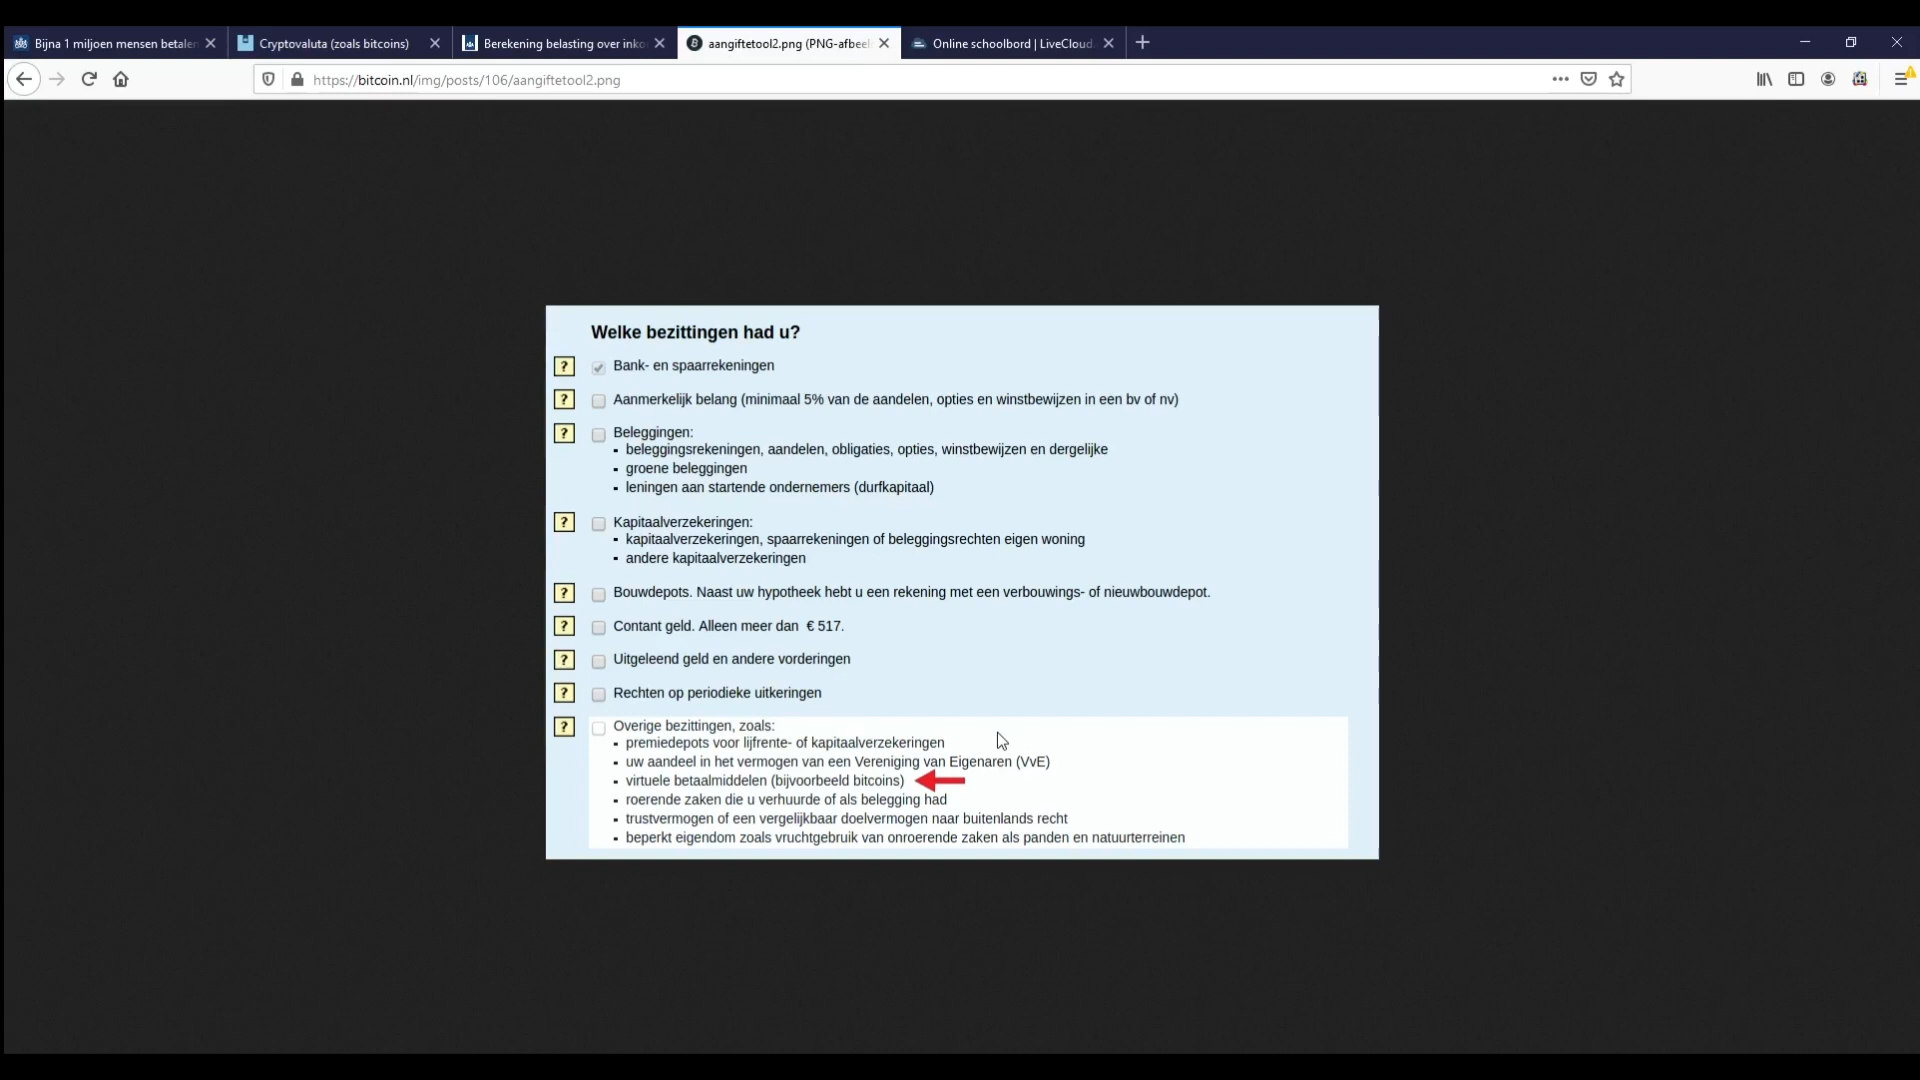 Bijna 1 miljoen mensen betalen
Cryptovaluta (zoals bitcoins)
Berekening belasting over inko
aangiftetool2.png (PNG-afbeel
Online schoolbord | LiveCloud
https://bitcoin.nl/img/posts/106/aangiftetool2.png
Welke bezittingen had u?
? Bank- en spaarrekeningen
? Aanmerkelijk belang (minimaal 5% van de aandelen, opties en winstbewijzen in een bv of nv)
? Beleggingen:
▪ beleggingsrekeningen, aandelen, obligaties, opties, winstbewijzen en dergelijke
▪ groene beleggingen
▪ leningen aan startende ondernemers (durfkapitaal)
? Kapitaalverzekeringen:
▪ kapitaalverzekeringen, spaarrekeningen of beleggingsrechten eigen woning
▪ andere kapitaalverzekeringen
? Bouwdepots. Naast uw hypotheek hebt u een rekening met een verbouwings- of nieuwbouwdepot.
? Contant geld. Alleen meer dan € 517.
? Uitgeleend geld en andere vorderingen
? Rechten op periodieke uitkeringen
? Overige bezittingen, zoals:
▪ premiedepots voor lijfrente- of kapitaalverzekeringen
▪ uw aandeel in het vermogen van een Vereniging van Eigenaren (VvE)
▪ virtuele betaalmiddelen (bijvoorbeeld bitcoins)
▪ roerende zaken die u verhuurde of als belegging had
▪ trustvermogen of een vergelijkbaar doelvermogen naar buitenlands recht
▪ beperkt eigendom zoals vruchtgebruik van onroerende zaken als panden en natuurterreinen